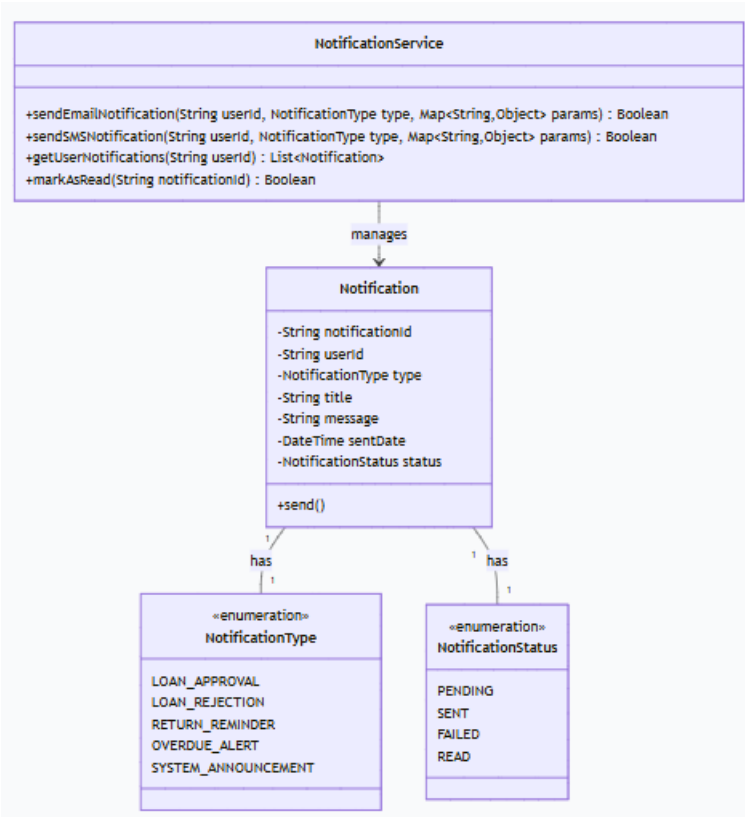 NotificationService
+sendEmailNotification(String userId, NotificationType type, Map<String,Object> params) : Boolean
+sendSMSNotification(String userId, NotificationType type, Map<String,Object> params) : Boolean
+getUserNotifications(String userId) : List<Notification>
+markAsRead(String notificationId) : Boolean
manages
Notification
-String notificationId
-String userId
-NotificationType type
-String title
-String message
-DateTime sentDate
-NotificationStatus status
+send()
1
has
1
1
has
1
«enumeration»
NotificationType
LOAN_APPROVAL
LOAN_REJECTION
RETURN_REMINDER
OVERDUE_ALERT
SYSTEM_ANNOUNCEMENT
«enumeration»
NotificationStatus
PENDING
SENT
FAILED
READ